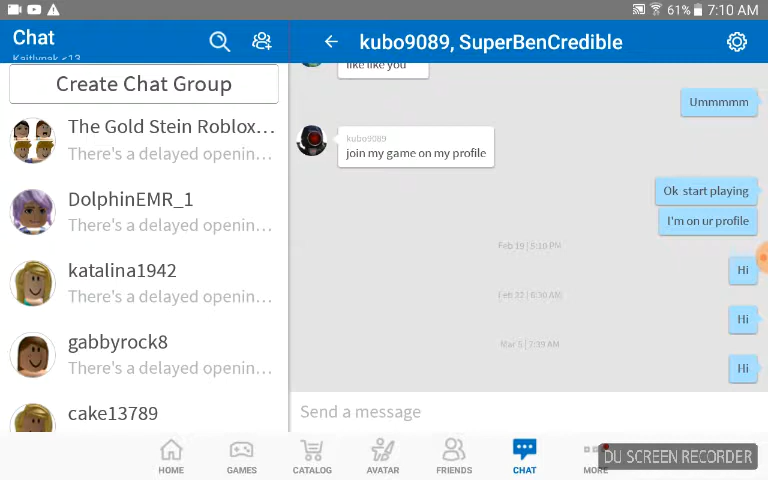 61% 7:10 AM
Chat
Kaitlynak <13
kubo9089, SuperBenCredible
Create Chat Group
The Gold Stein Roblox...
There's a delayed openin...
DolphinEMR_1
There's a delayed openin...
katalina1942
There's a delayed openin...
gabbyrock8
There's a delayed openin...
cake13789
like like you
Ummmmm
kubo9089
join my game on my profile
Ok start playing
I'm on ur profile
Feb 19 | 5:10 PM
Hi
Feb 22 | 6:30 AM
Hi
Mar 5 | 7:39 AM
Hi
Send a message
HOME
GAMES
CATALOG
AVATAR
FRIENDS
CHAT
MORE
DU SCREEN RECORDER